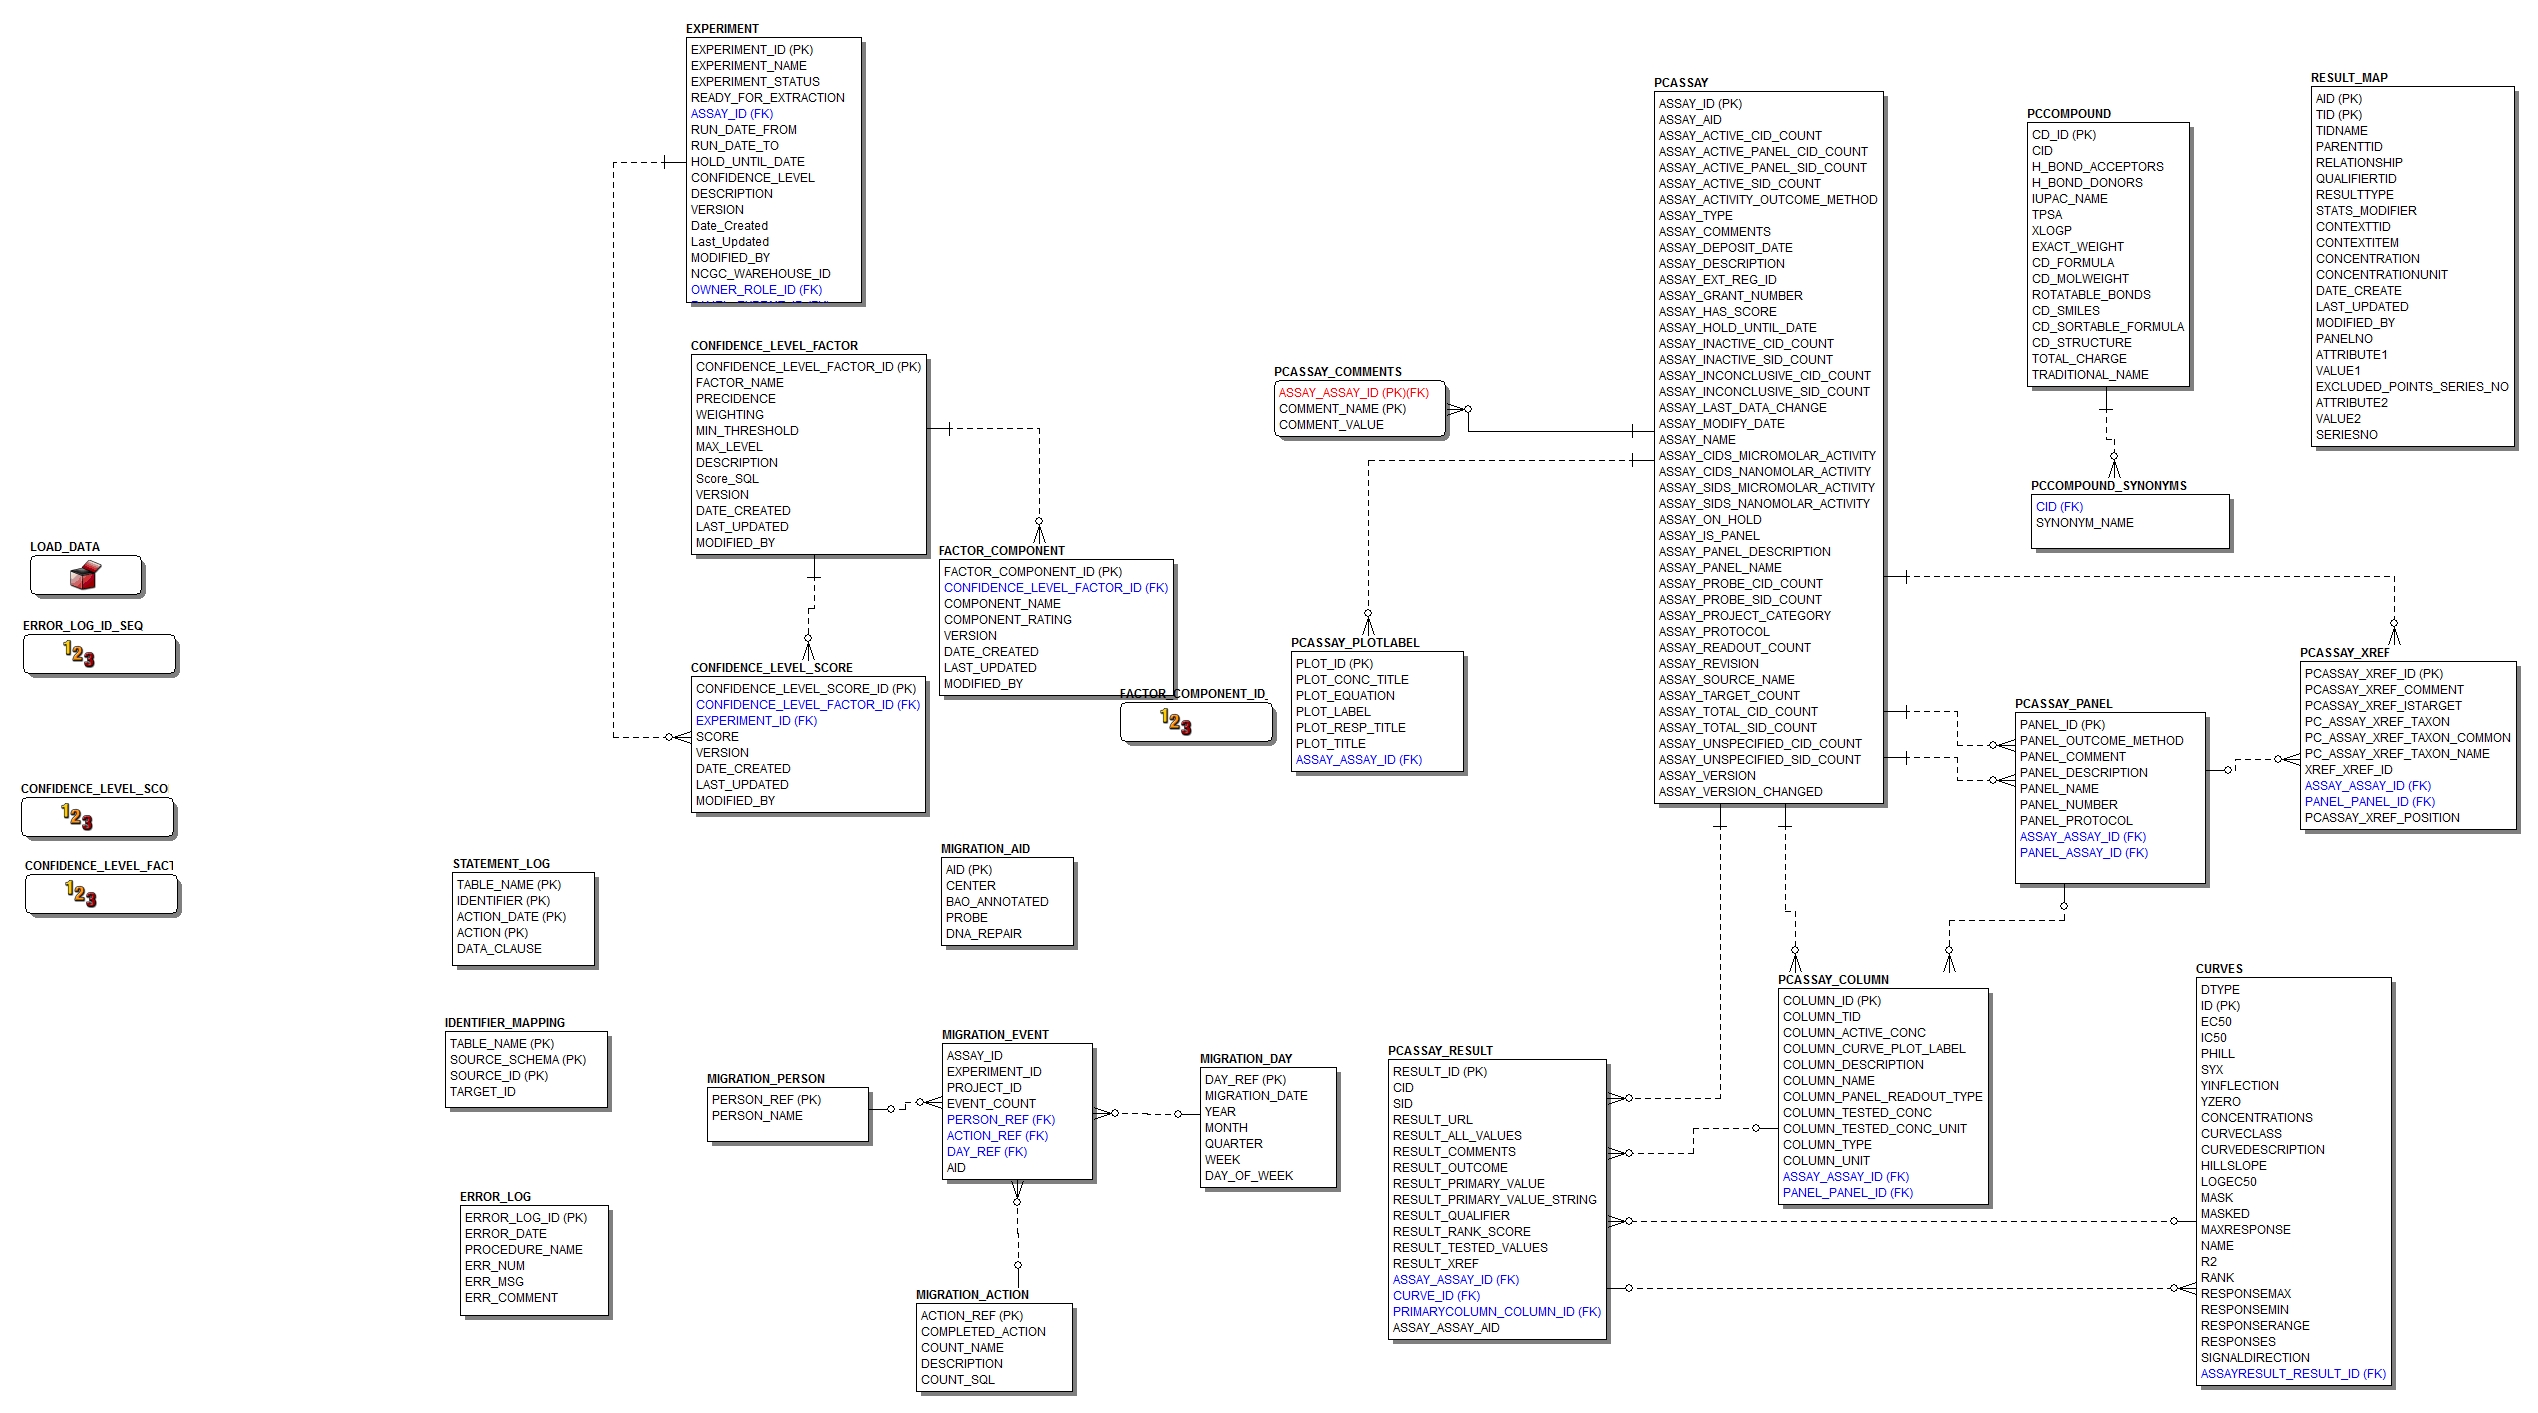 EXPERIMENT
EXPERIMENT_ID (PK)
EXPERIMENT_NAME
EXPERIMENT_STATUS
READY_FOR_EXTRACTION
ASSAY_ID (FK)
RUN_DATE_FROM
RUN_DATE_TO
HOLD_UNTIL_DATE
CONFIDENCE_LEVEL
DESCRIPTION
VERSION
Date_Created
Last_Updated
MODIFIED_BY
NCGC_WAREHOUSE_ID
OWNER_ROLE_ID (FK)
CONFIDENCE_LEVEL_FACTOR
CONFIDENCE_LEVEL_FACTOR_ID (PK)
FACTOR_NAME
PRECIDENCE
WEIGHTING
MIN_THRESHOLD
MAX_LEVEL
DESCRIPTION
Score_SQL
VERSION
DATE_CREATED
LAST_UPDATED
MODIFIED_BY
FACTOR_COMPONENT
FACTOR_COMPONENT_ID (PK)
CONFIDENCE_LEVEL_FACTOR_ID (FK)
COMPONENT_NAME
COMPONENT_RATING
VERSION
DATE_CREATED
LAST_UPDATED
MODIFIED_BY
FACTOR_COMPONENT_ID_
123
CONFIDENCE_LEVEL_SCORE
CONFIDENCE_LEVEL_SCORE_ID (PK)
CONFIDENCE_LEVEL_FACTOR_ID (FK)
EXPERIMENT_ID (FK)
SCORE
VERSION
DATE_CREATED
LAST_UPDATED
MODIFIED_BY
LOAD_DATA
ERROR_LOG_ID_SEQ
123
CONFIDENCE_LEVEL_SCO
123
CONFIDENCE_LEVEL_FACT
123
STATEMENT_LOG
TABLE_NAME (PK)
IDENTIFIER (PK)
ACTION_DATE (PK)
ACTION (PK)
DATA_CLAUSE
IDENTIFIER_MAPPING
TABLE_NAME (PK)
SOURCE_SCHEMA (PK)
SOURCE_ID (PK)
TARGET_ID
ERROR_LOG
ERROR_LOG_ID (PK)
ERROR_DATE
PROCEDURE_NAME
ERR_NUM
ERR_MSG
ERR_COMMENT
MIGRATION_AID
AID (PK)
CENTER
BAO_ANNOTATED
PROBE
DNA_REPAIR
MIGRATION_PERSON
PERSON_REF (PK)
PERSON_NAME
MIGRATION_EVENT
ASSAY_ID
EXPERIMENT_ID
PROJECT_ID
EVENT_COUNT
PERSON_REF (FK)
ACTION_REF (FK)
DAY_REF (FK)
AID
MIGRATION_DAY
DAY_REF (PK)
MIGRATION_DATE
YEAR
MONTH
QUARTER
WEEK
DAY_OF_WEEK
MIGRATION_ACTION
ACTION_REF (PK)
COMPLETED_ACTION
COUNT_NAME
DESCRIPTION
COUNT_SQL
PCASSAY_COMMENTS
ASSAY_ASSAY_ID (PK)(FK)
COMMENT_NAME (PK)
COMMENT_VALUE
PCASSAY_PLOTLABEL
PLOT_ID (PK)
PLOT_CONC_TITLE
PLOT_EQUATION
PLOT_LABEL
PLOT_RESP_TITLE
PLOT_TITLE
ASSAY_ASSAY_ID (FK)
PCASSAY
ASSAY_ID (PK)
ASSAY_AID
ASSAY_ACTIVE_CID_COUNT
ASSAY_ACTIVE_PANEL_CID_COUNT
ASSAY_ACTIVE_PANEL_SID_COUNT
ASSAY_ACTIVE_SID_COUNT
ASSAY_ACTIVITY_OUTCOME_METHOD
ASSAY_TYPE
ASSAY_COMMENTS
ASSAY_DEPOSIT_DATE
ASSAY_DESCRIPTION
ASSAY_EXT_REG_ID
ASSAY_GRANT_NUMBER
ASSAY_HAS_SCORE
ASSAY_HOLD_UNTIL_DATE
ASSAY_INACTIVE_CID_COUNT
ASSAY_INACTIVE_SID_COUNT
ASSAY_INCONCLUSIVE_CID_COUNT
ASSAY_INCONCLUSIVE_SID_COUNT
ASSAY_LAST_DATA_CHANGE
ASSAY_MODIFY_DATE
ASSAY_NAME
ASSAY_CIDS_MICROMOLAR_ACTIVITY
ASSAY_CIDS_NANOMOLAR_ACTIVITY
ASSAY_SIDS_MICROMOLAR_ACTIVITY
ASSAY_SIDS_NANOMOLAR_ACTIVITY
ASSAY_ON_HOLD
ASSAY_IS_PANEL
ASSAY_PANEL_DESCRIPTION
ASSAY_PANEL_NAME
ASSAY_PROBE_CID_COUNT
ASSAY_PROBE_SID_COUNT
ASSAY_PROJECT_CATEGORY
ASSAY_PROTOCOL
ASSAY_READOUT_COUNT
ASSAY_REVISION
ASSAY_SOURCE_NAME
ASSAY_TARGET_COUNT
ASSAY_TOTAL_CID_COUNT
ASSAY_TOTAL_SID_COUNT
ASSAY_UNSPECIFIED_CID_COUNT
ASSAY_UNSPECIFIED_SID_COUNT
ASSAY_VERSION
ASSAY_VERSION_CHANGED
PCCOMPOUND
CD_ID (PK)
CID
H_BOND_ACCEPTORS
H_BOND_DONORS
IUPAC_NAME
TPSA
XLOGP
EXACT_WEIGHT
CD_FORMULA
CD_MOLWEIGHT
ROTATABLE_BONDS
CD_SMILES
CD_SORTABLE_FORMULA
CD_STRUCTURE
TOTAL_CHARGE
TRADITIONAL_NAME
PCCOMPOUND_SYNONYMS
CID (FK)
SYNONYM_NAME
RESULT_MAP
AID (PK)
TID (PK)
TIDNAME
PARENTTID
RELATIONSHIP
QUALIFIERTID
RESULTTYPE
STATS_MODIFIER
CONTEXTTID
CONTEXTITEM
CONCENTRATION
CONCENTRATIONUNIT
DATE_CREATE
LAST_UPDATED
MODIFIED_BY
PANELNO
ATTRIBUTE1
VALUE1
EXCLUDED_POINTS_SERIES_NO
ATTRIBUTE2
VALUE2
SERIESNO
PCASSAY_XREF
PCASSAY_XREF_ID (PK)
PCASSAY_XREF_COMMENT
PCASSAY_XREF_ISTARGET
PC_ASSAY_XREF_TAXON
PC_ASSAY_XREF_TAXON_COMMON
PC_ASSAY_XREF_TAXON_NAME
XREF_XREF_ID
ASSAY_ASSAY_ID (FK)
PANEL_PANEL_ID (FK)
PCASSAY_XREF_POSITION
PCASSAY_PANEL
PANEL_ID (PK)
PANEL_OUTCOME_METHOD
PANEL_COMMENT
PANEL_DESCRIPTION
PANEL_NAME
PANEL_NUMBER
PANEL_PROTOCOL
ASSAY_ASSAY_ID (FK)
PANEL_ASSAY_ID (FK)
PCASSAY_COLUMN
COLUMN_ID (PK)
COLUMN_TID
COLUMN_ACTIVE_CONC
COLUMN_CURVE_PLOT_LABEL
COLUMN_DESCRIPTION
COLUMN_NAME
COLUMN_PANEL_READOUT_TYPE
COLUMN_TESTED_CONC
COLUMN_TESTED_CONC_UNIT
COLUMN_TYPE
COLUMN_UNIT
ASSAY_ASSAY_ID (FK)
PANEL_PANEL_ID (FK)
PCASSAY_RESULT
RESULT_ID (PK)
CID
SID
RESULT_URL
RESULT_ALL_VALUES
RESULT_COMMENTS
RESULT_OUTCOME
RESULT_PRIMARY_VALUE
RESULT_PRIMARY_VALUE_STRING
RESULT_QUALIFIER
RESULT_RANK_SCORE
RESULT_TESTED_VALUES
RESULT_XREF
ASSAY_ASSAY_ID (FK)
CURVE_ID (FK)
PRIMARYCOLUMN_COLUMN_ID (FK)
ASSAY_ASSAY_AID
CURVES
DTYPE
ID (PK)
EC50
IC50
PHILL
SYX
YINFLECTION
YZERO
CONCENTRATIONS
CURVECLASS
CURVEDESCRIPTION
HILLSLOPE
LOGEC50
MASK
MASKED
MAXRESPONSE
NAME
R2
RANK
RESPONSEMAX
RESPONSEMIN
RESPONSERANGE
RESPONSES
SIGNALDIRECTION
ASSAYRESULT_RESULT_ID (FK)